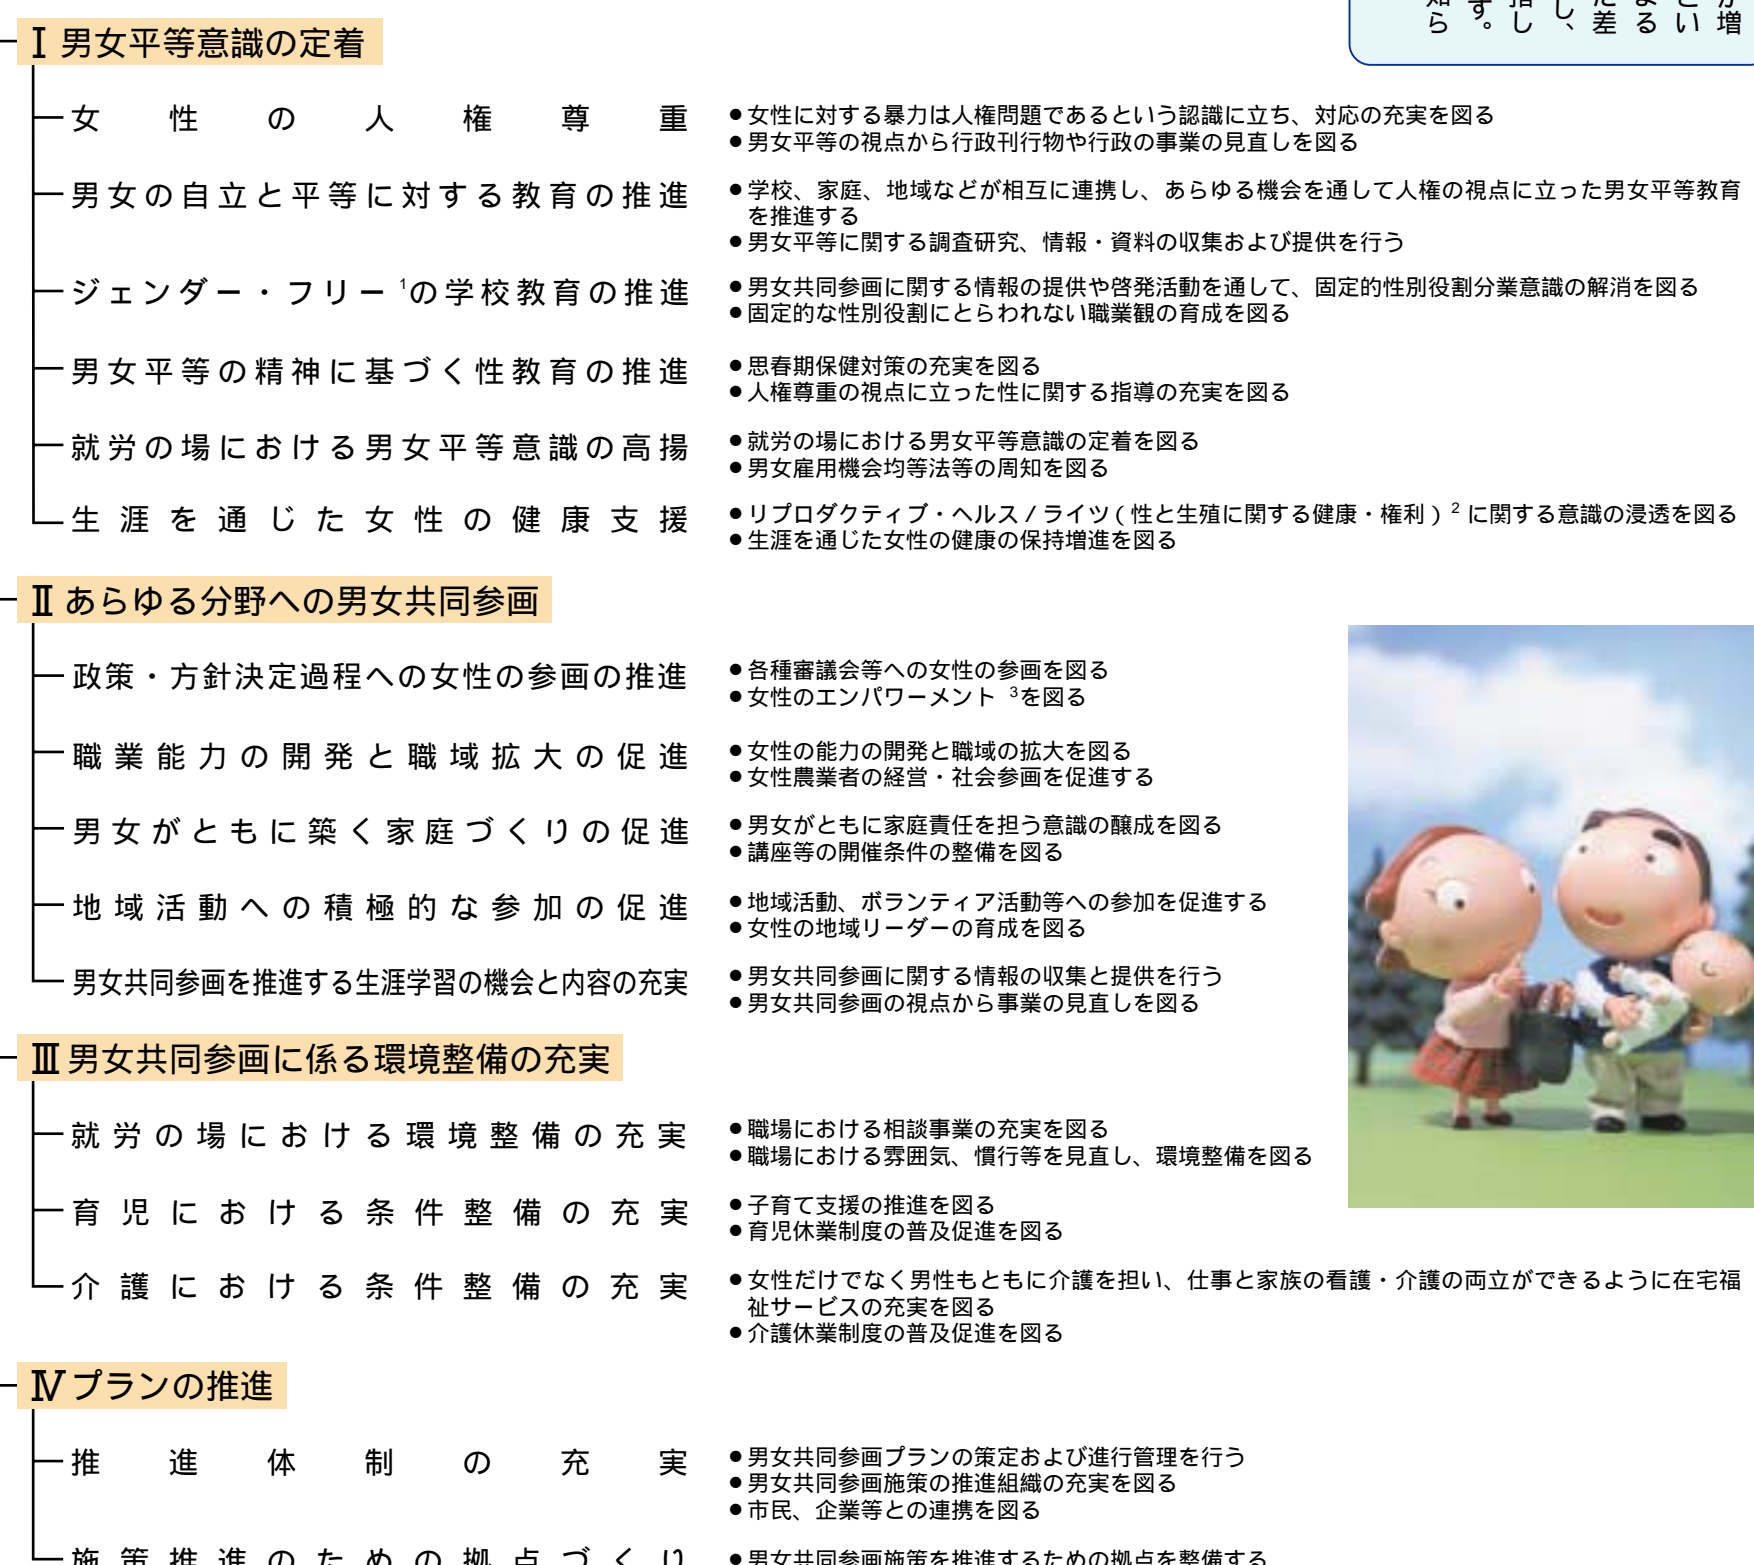 Ⅰ 男女平等意識の定着
女性の人権尊重
●女性に対する暴力は人権問題であるという認識に立ち、対応の充実を図る
●男女平等の視点から行政刊行物や行政の事業の見直しを図る
男女の自立と平等に対する教育の推進
●学校、家庭、地域などが相互に連携し、あらゆる機会を通して人権の視点に立った男女平等教育
を推進する
●男女平等に関する調査研究、情報・資料の収集および提供を行う
ジェンダー・フリー¹の学校教育の推進
●男女共同参画に関する情報の提供や啓発活動を通して、固定的性別役割分業意識の解消を図る
●固定的な性別役割にとらわれない職業観の育成を図る
男女平等の精神に基づく性教育の推進
●思春期保健対策の充実を図る
●人権尊重の視点に立った性に関する指導の充実を図る
就労の場における男女平等意識の高揚
●就労の場における男女平等意識の定着を図る
●男女雇用機会均等法等の周知を図る
生涯を通じた女性の健康支援
●リプロダクティブ・ヘルス/ライツ(性と生殖に関する健康・権利)²に関する意識の浸透を図る
●生涯を通じた女性の健康の保持増進を図る
Ⅱ あらゆる分野への男女共同参画
政策・方針決定過程への女性の参画の推進
●各種審議会等への女性の参画を図る
●女性のエンパワーメント³を図る
職業能力の開発と職域拡大の促進
●女性の能力の開発と職域の拡大を図る
●女性農業者の経営・社会参画を促進する
男女がともに築く家庭づくりの促進
●男女がともに家庭責任を担う意識の醸成を図る
●講座等の開催条件の整備を図る
地域活動への積極的な参加の促進
●地域活動、ボランティア活動等への参加を促進する
●女性の地域リーダーの育成を図る
男女共同参画を推進する生涯学習の機会と内容の充実
●男女共同参画に関する情報の収集と提供を行う
●男女共同参画の視点から事業の見直しを図る
Ⅲ 男女共同参画に係る環境整備の充実
就労の場における環境整備の充実
●職場における相談事業の充実を図る
●職場における雰囲気、慣行等を見直し、環境整備を図る
育児における条件整備の充実
●子育て支援の推進を図る
●育児休業制度の普及促進を図る
介護における条件整備の充実
●女性だけでなく男性もともに介護を担い、仕事と家族の看護・介護の両立ができるように在宅福
祉サービスの充実を図る
●介護休業制度の普及促進を図る
Ⅳ プランの推進
推進体制の充実
●男女共同参画プランの策定および進行管理を行う
●男女共同参画施策の推進組織の充実を図る
●市民、企業等との連携を図る
施策推進のための拠点づくり
●男女共同参画施策を推進するための拠点を整備する
増
い
る
差
し、
し
す。
ら